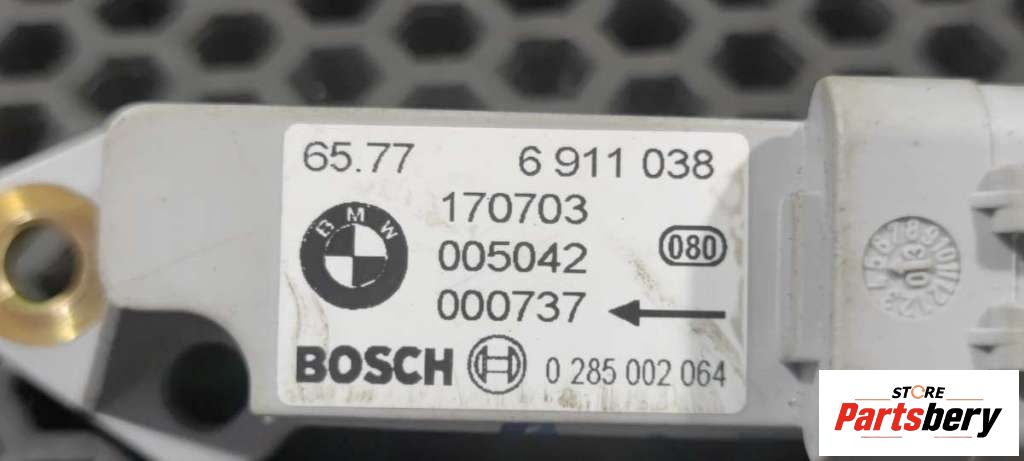 65.77 6 911 038
170703
BMW
005042
080
000737
BOSCH 0 285 002 064
STORE
Partsbery